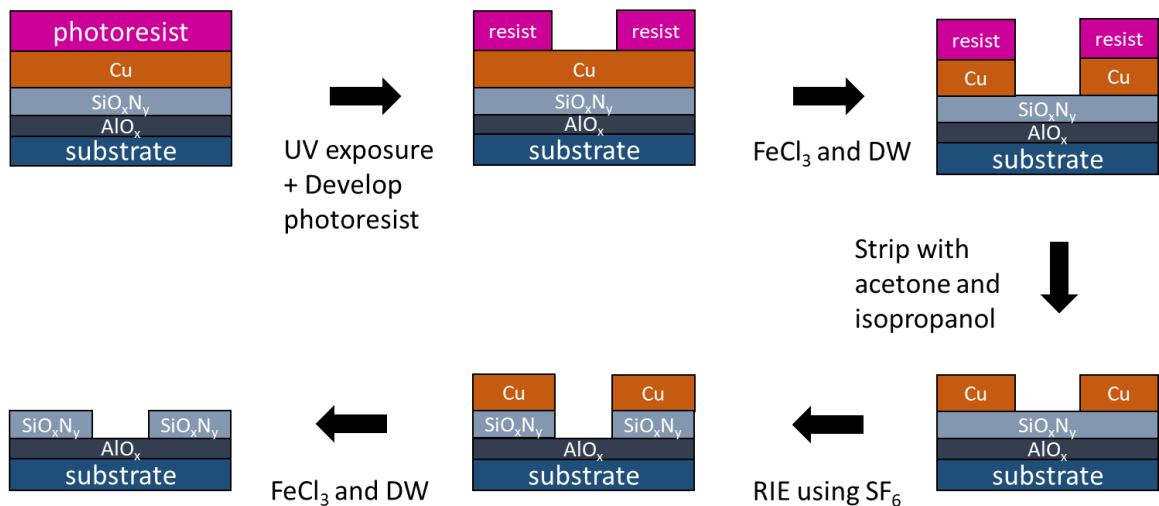 photoresist
Cu
SiOxNy
AlOx
substrate
UV exposure
+ Develop
photoresist
resist resist
Cu
SiOxNy
AlOx
substrate
FeCl3 and DW
resist resist
Cu Cu
SiOxNy
AlOx
substrate
Strip with
acetone and
isopropanol
Cu Cu
SiOxNy
AlOx
substrate
RIE using SF6
Cu Cu
SiOxNy SiOxNy
AlOx
substrate
FeCl3 and DW
SiOxNy SiOxNy
AlOx
substrate